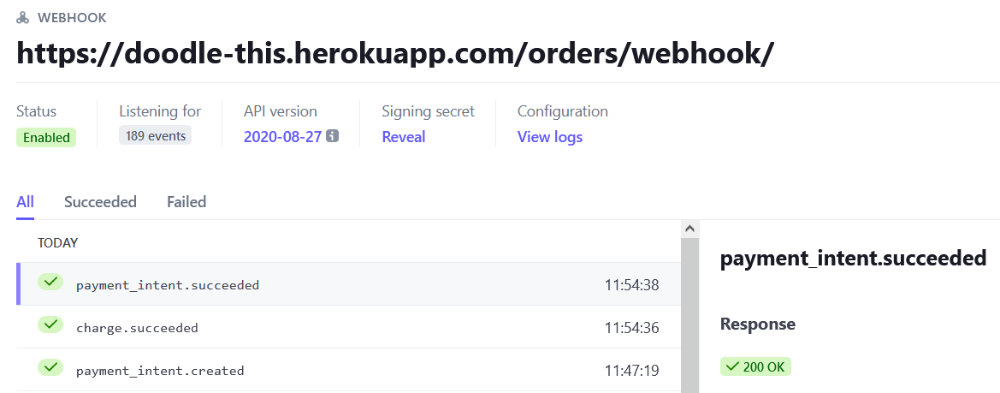 WEBHOOK
https://doodle-this.herokuapp.com/orders/webhook/
Status Listening for API version Signing secret Configuration
Enabled 189 events 2020-08-27 Reveal View logs
All Succeeded Failed
TODAY
payment_intent.succeeded 11:54:38
charge.succeeded 11:54:36
payment_intent.created 11:47:19
payment_intent.succeeded
Response
200 OK